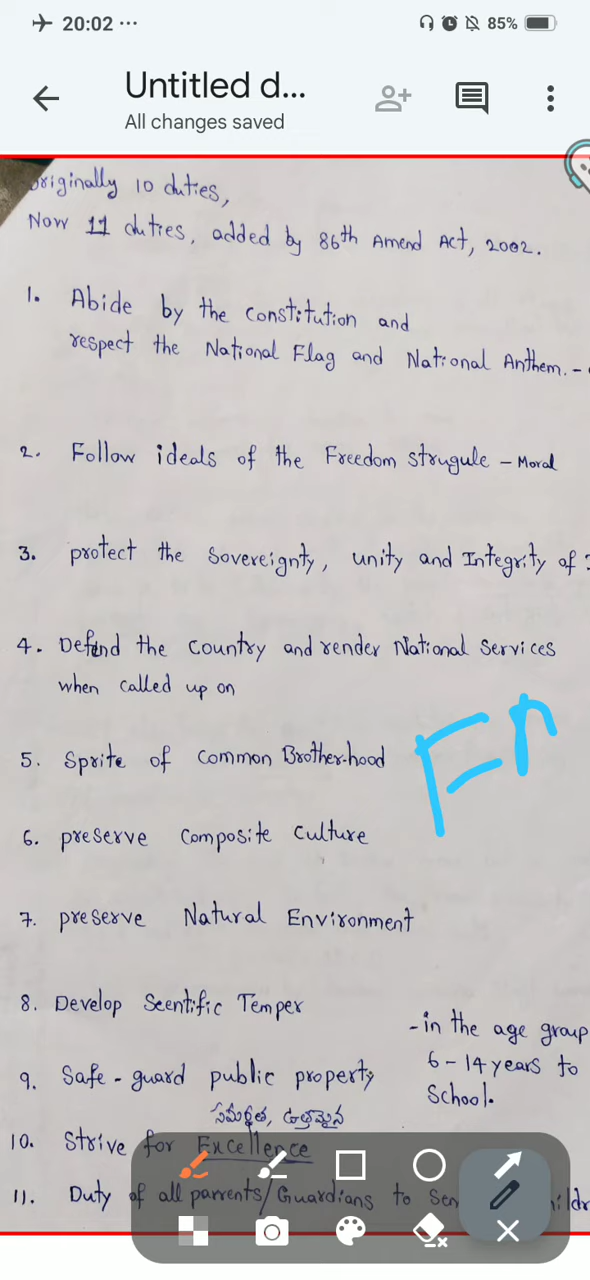 20:02 ...
85%
Untitled d...
All changes saved
originally 10 duties,
Now 11 duties, added by 86th Amend Act, 2002.
1. Abide by the constitution and
respect the National Flag and National Anthem. -
2. Follow ideals of the Freedom strugule - Moral
3. protect the Sovereignty, unity and Integrity of
4. Defend the Country and render National Services
when called up on
5. Sprite of Common Brother-hood
Fr
6. preserve Composite Culture
7. preserve Natural Environment
8. Develop Scentific Temper
- in the age group
6-14 years to
School.
9. Safe-guard public property
10. Strive for Excellence
11. Duty of all parrents/Guardians to